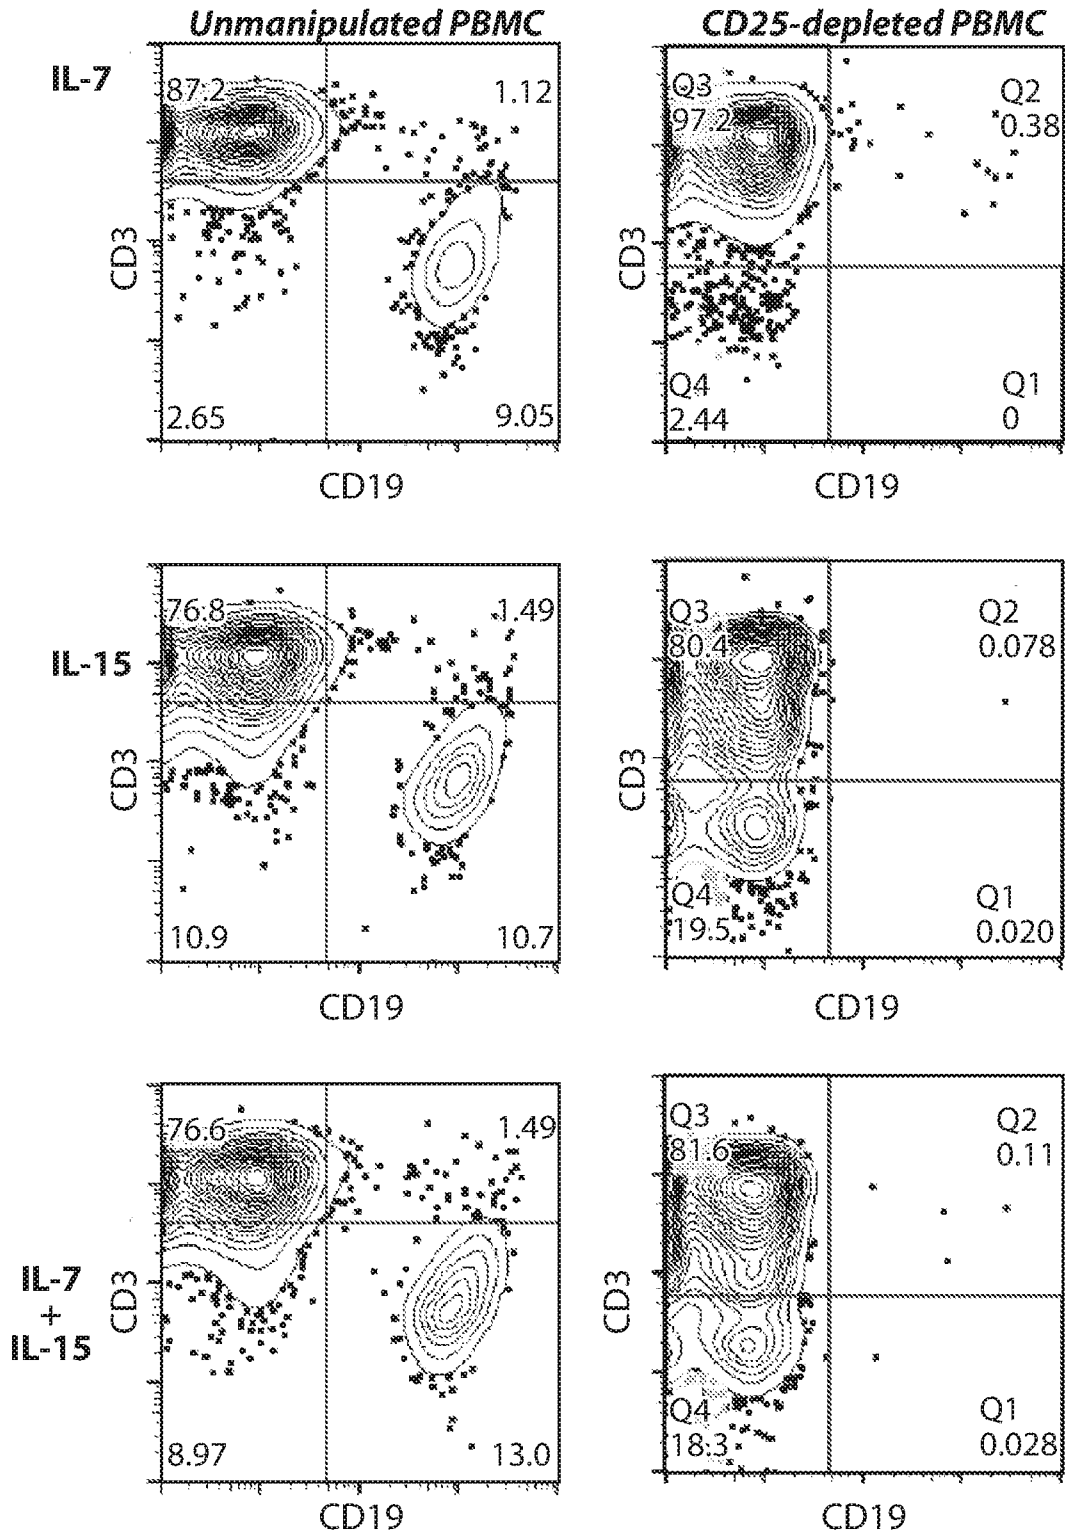 Unmanipulated PBMC
CD25-depleted PBMC
IL-7
87.2
1.12
2.65
9.05
CD3
CD19
Q3
97.2
Q2
0.38
Q4
2.44
Q1
0
CD3
CD19
IL-15
76.8
1.49
10.9
10.7
CD3
CD19
Q3
80.4
Q2
0.078
Q4
19.5
Q1
0.020
CD3
CD19
IL-7
+
IL-15
76.6
1.49
8.97
13.0
CD3
CD19
Q3
81.6
Q2
0.11
Q4
18.3
Q1
0.028
CD3
CD19